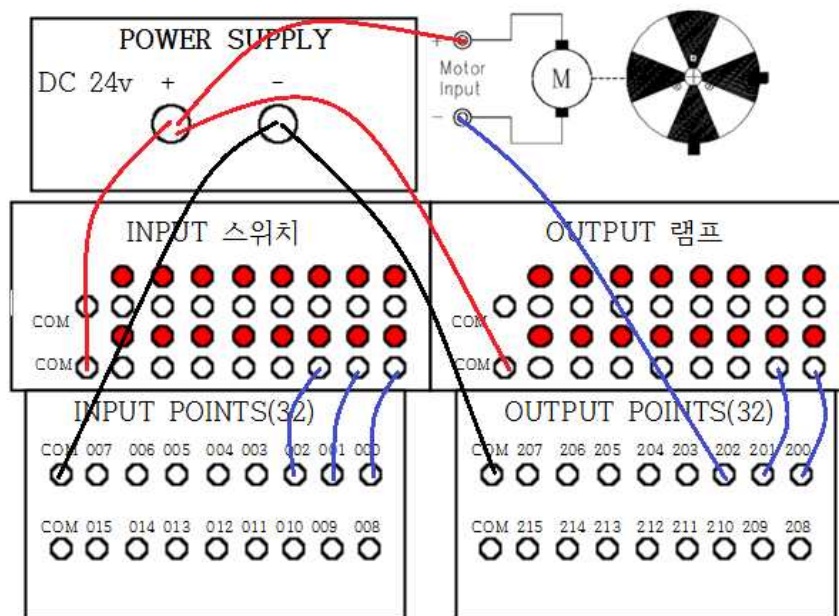 POWER SUPPLY
DC 24v + -
+
Motor
Input
-
M
INPUT 스위치
COM
COM
OUTPUT 램프
COM
COM
INPUT POINTS(32)
COM 007 006 005 004 003 002 001 000
COM 015 014 013 012 011 010 009 008
OUTPUT POINTS(32)
COM 207 206 205 204 203 202 201 200
COM 215 214 213 212 211 210 209 208